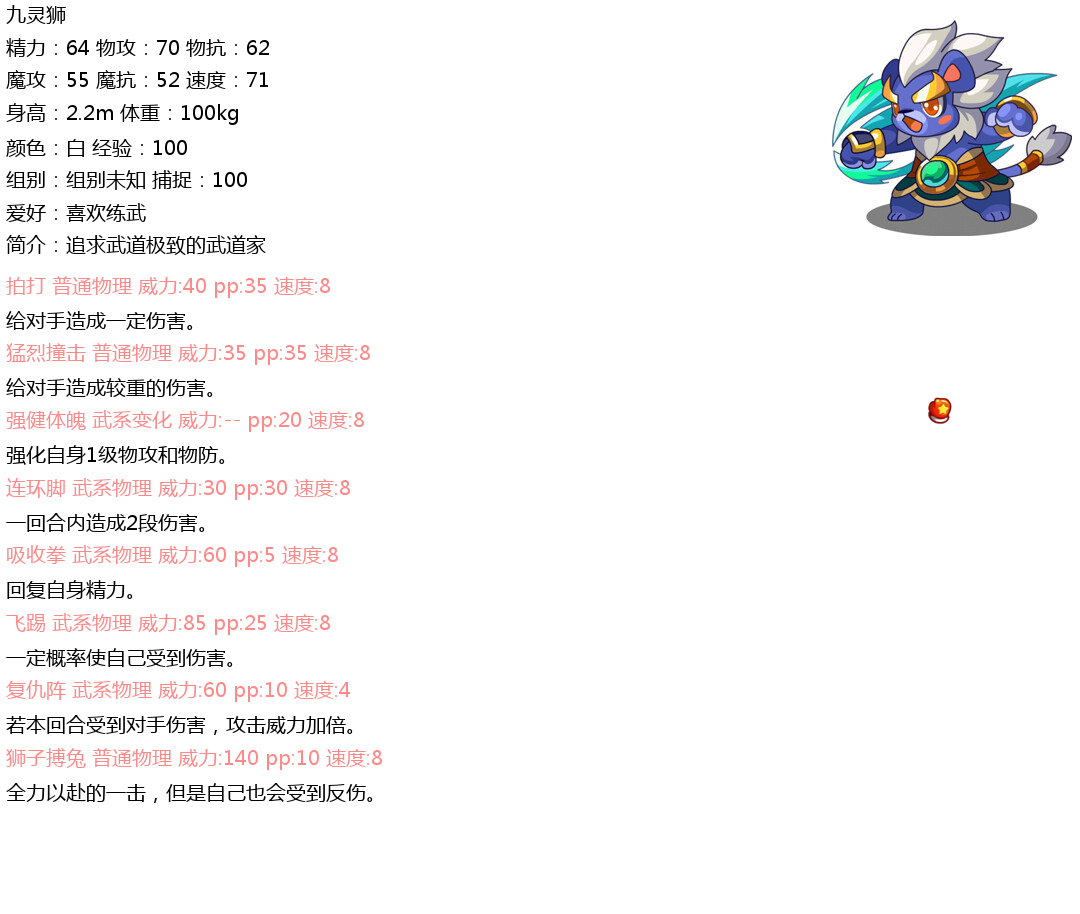 九灵狮
精力：64 物攻：70 物抗：62
魔攻：55 魔抗：52 速度：71
身高：2.2m 体重：100kg
颜色：白 经验：100
组别：组别未知 捕捉：100
爱好：喜欢练武
简介：追求武道极致的武道家
拍打 普通物理 威力:40 pp:35 速度:8
给对手造成一定伤害。
猛烈撞击 普通物理 威力:35 pp:35 速度:8
给对手造成较重的伤害。
强健体魄 武系变化 威力:-- pp:20 速度:8
强化自身1级物攻和物防。
连环脚 武系物理 威力:30 pp:30 速度:8
一回合内造成2段伤害。
吸收拳 武系物理 威力:60 pp:5 速度:8
回复自身精力。
飞踢 武系物理 威力:85 pp:25 速度:8
一定概率使自己受到伤害。
复仇阵 武系物理 威力:60 pp:10 速度:4
若本回合受到对手伤害，攻击威力加倍。
狮子搏兔 普通物理 威力:140 pp:10 速度:8
全力以赴的一击，但是自己也会受到反伤。